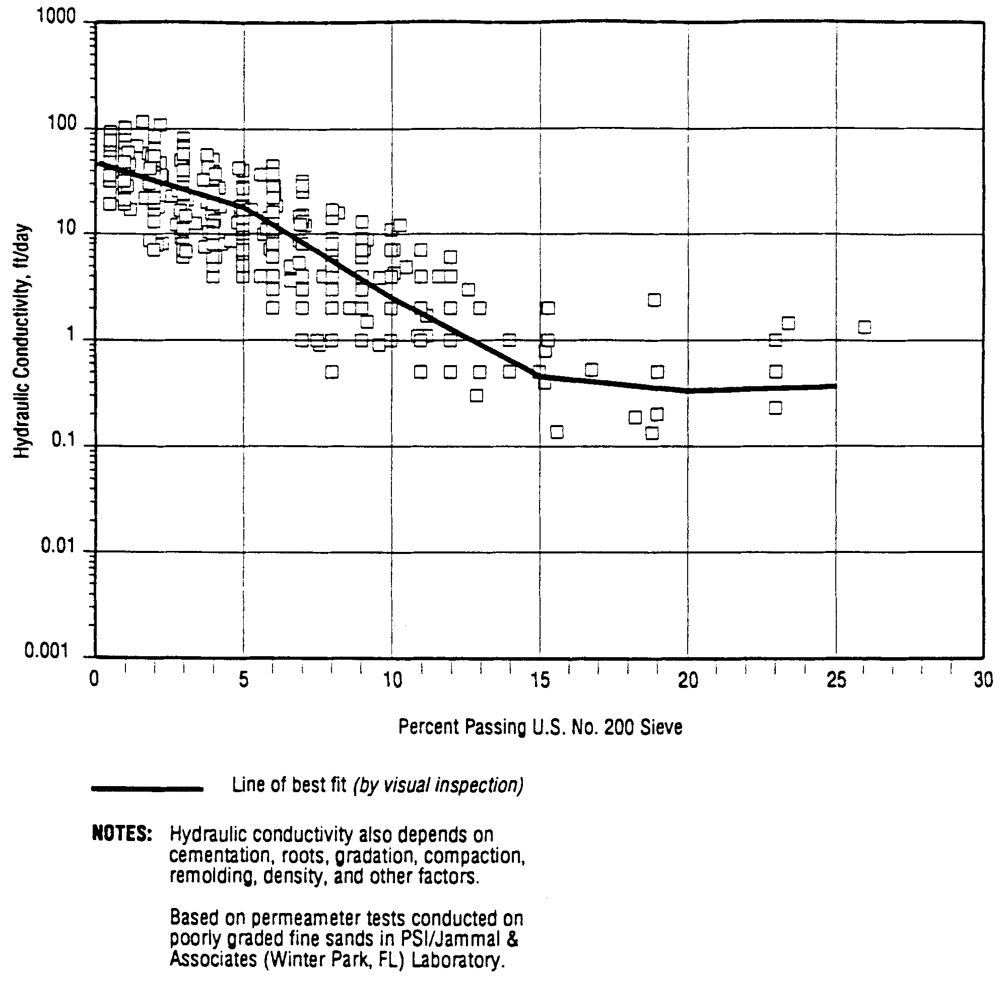 1000
100
10
1
0.1
0.01
0.001
Hydraulic Conductivity, ft/day
0 5 10 15 20 25 30
Percent Passing U.S. No. 200 Sieve
Line of best fit (by visual inspection)
NOTES: Hydraulic conductivity also depends on
cementation, roots, gradation, compaction,
remolding, density, and other factors.
Based on permeameter tests conducted on
poorly graded fine sands in PSI/Jammal &
Associates (Winter Park, FL) Laboratory.